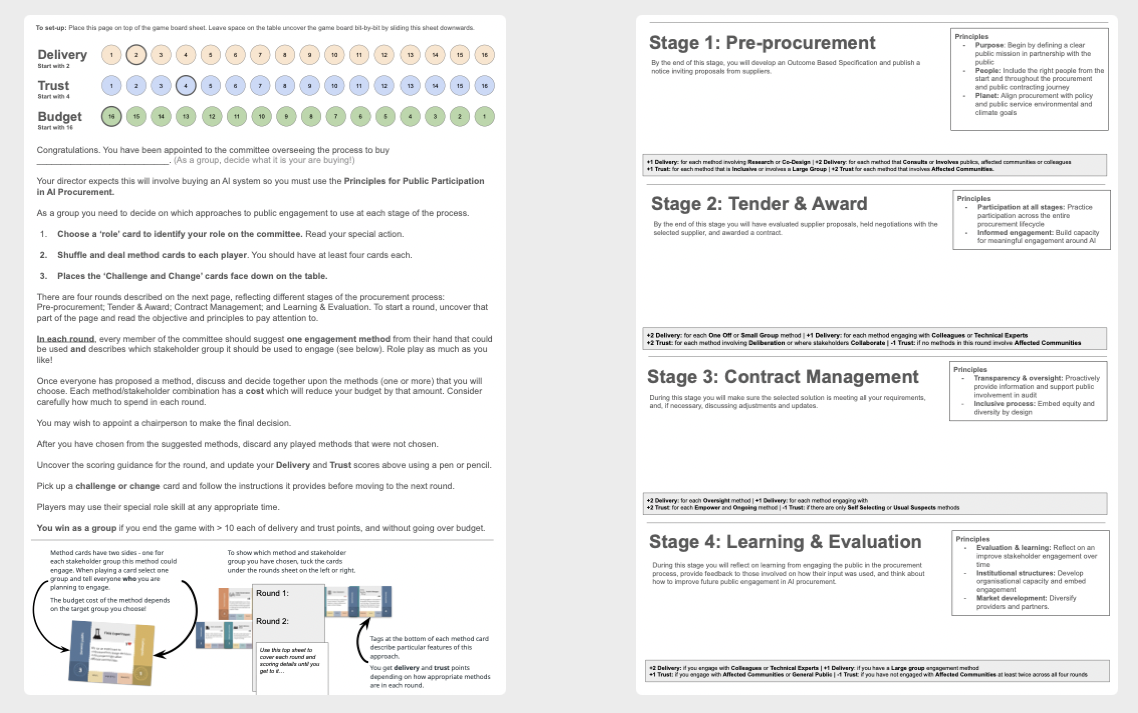 To set-up: Place this page on top of the game board sheet. Leave space on the table uncover the game board bit-by-bit by sliding this sheet downwards.
Delivery
Start with 2
1 2 3 4 5 6 7 8 9 10 11 12 13 14 15 16
Trust
Start with 4
1 2 3 4 5 6 7 8 9 10 11 12 13 14 15 16
Budget
Start with 16
16 15 14 13 12 11 10 9 8 7 6 5 4 3 2 1
Congratulations. You have been appointed to the committee overseeing the process to buy
____________________________. (As a group, decide what it is your are buying!)
Your director expects this will involve buying an AI system so you must use the Principles for Public Participation
in AI Procurement.
As a group you need to decide on which approaches to public engagement to use at each stage of the process.
1. Choose a ‘role’ card to identify your role on the committee. Read your special action.
2. Shuffle and deal method cards to each player. You should have at least four cards each.
3. Places the ‘Challenge and Change’ cards face down on the table.
There are four rounds described on the next page, reflecting different stages of the procurement process:
Pre-procurement; Tender & Award; Contract Management; and Learning & Evaluation. To start a round, uncover that
part of the page and read the objective and principles to pay attention to.
In each round, every member of the committee should suggest one engagement method from their hand that could
be used and describes which stakeholder group it should be used to engage (see below). Role play as much as you
like!
Once everyone has proposed a method, discuss and decide together upon the methods (one or more) that you will
choose. Each method/stakeholder combination has a cost which will reduce your budget by that amount. Consider
carefully how much to spend in each round.
You may wish to appoint a chairperson to make the final decision.
After you have chosen from the suggested methods, discard any played methods that were not chosen.
Uncover the scoring guidance for the round, and update your Delivery and Trust scores above using a pen or pencil.
Pick up a challenge or change card and follow the instructions it provides before moving to the next round.
Players may use their special role skill at any appropriate time.
You win as a group if you end the game with > 10 each of delivery and trust points, and without going over budget.
Method cards have two sides - one for
each stakeholder group this method could
engage. When playing a card select one
group and tell everyone who you are
planning to engage.
The budget cost of the method depends
on the target group you choose!
To show which method and stakeholder
group you have chosen, tuck the cards
under the rounds sheet on the left or right.
Round 1:
Round 2:
Use this top sheet to
cover each round and
scoring details until you
get to it...
Tags at the bottom of each method card
describe particular features of this
approach.
You get delivery and trust points
depending on how appropriate methods
are in each round.
Stage 1: Pre-procurement
By the end of this stage, you will develop an Outcome Based Specification and publish a
notice inviting proposals from suppliers.
Principles
- Purpose: Begin by defining a clear
public mission in partnership with the
public
- People: Include the right people from the
start and throughout the procurement
and public contracting journey
- Planet: Align procurement with policy
and public service environmental and
climate goals
+1 Delivery: for each method involving Research or Co-Design | +2 Delivery: for each method that Consults or Involves publics, affected communities or colleagues
+1 Trust: for each method that is Inclusive or involves a Large Group | +2 Trust for each method that involves Affected Communities.
Stage 2: Tender & Award
By the end of this stage you will have evaluated supplier proposals, held negotiations with the
selected supplier, and awarded a contract.
Principles
- Participation at all stages: Practice
participation across the entire
procurement lifecycle
- Informed engagement: Build capacity
for meaningful engagement around AI
+2 Delivery: for each One Off or Small Group method | +1 Delivery: for each method engaging with Colleagues or Technical Experts
+2 Trust: for each method involving Deliberation or where stakeholders Collaborate | -1 Trust: if no methods in this round involve Affected Communities
Stage 3: Contract Management
During this stage you will make sure the selected solution is meeting all your requirements,
and, if necessary, discussing adjustments and updates.
Principles
- Transparency & oversight: Proactively
provide information and support public
involvement in audit
- Inclusive process: Embed equity and
diversity by design
+2 Delivery: for each Oversight method | +1 Delivery: for each method engaging with
+2 Trust: for each Empower and Ongoing method | -1 Trust: if there are only Self Selecting or Usual Suspects methods
Stage 4: Learning & Evaluation
During this stage you will reflect on learning from engaging the public in the procurement
process, provide feedback to those involved on how their input was used, and think about
how to improve future public engagement in AI procurement.
Principles
- Evaluation & learning: Reflect on an
improve stakeholder engagement over
time
- Institutional structures: Develop
organisational capacity and embed
engagement
- Market development: Diversify
providers and partners.
+2 Delivery: if you engage with Colleagues or Technical Experts | +1 Delivery: if you have a Large group engagement method
+1 Trust: if you engage with Affected Communities or General Public | -1 Trust: if you have not engaged with Affected Communities at least twice across all four rounds